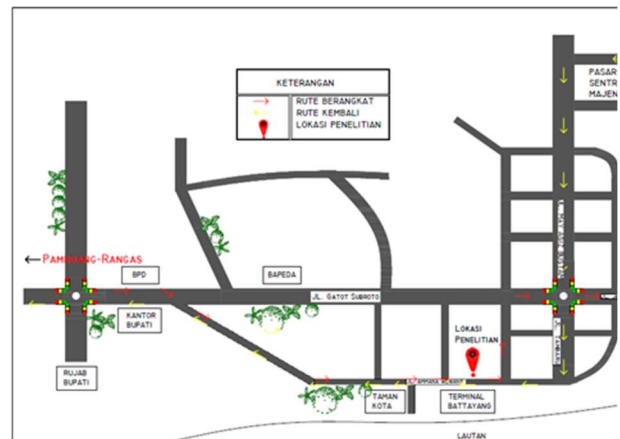 KETERANGAN
RUTE BERANGKAT
RUTE KEMBALI
LOKASI PENELITIAN
PASAR
SENTR
MAJEN
PAMBOANG-RANGAS
BPD
BAPEDA
JL. GATOT SUBROTO
KANTOR
BUPATI
LOKASI
PENELITIAN
RUJAB
BUPATI
TAMAN
KOTA
TERMINAL
BATTAYANG
LAUTAN